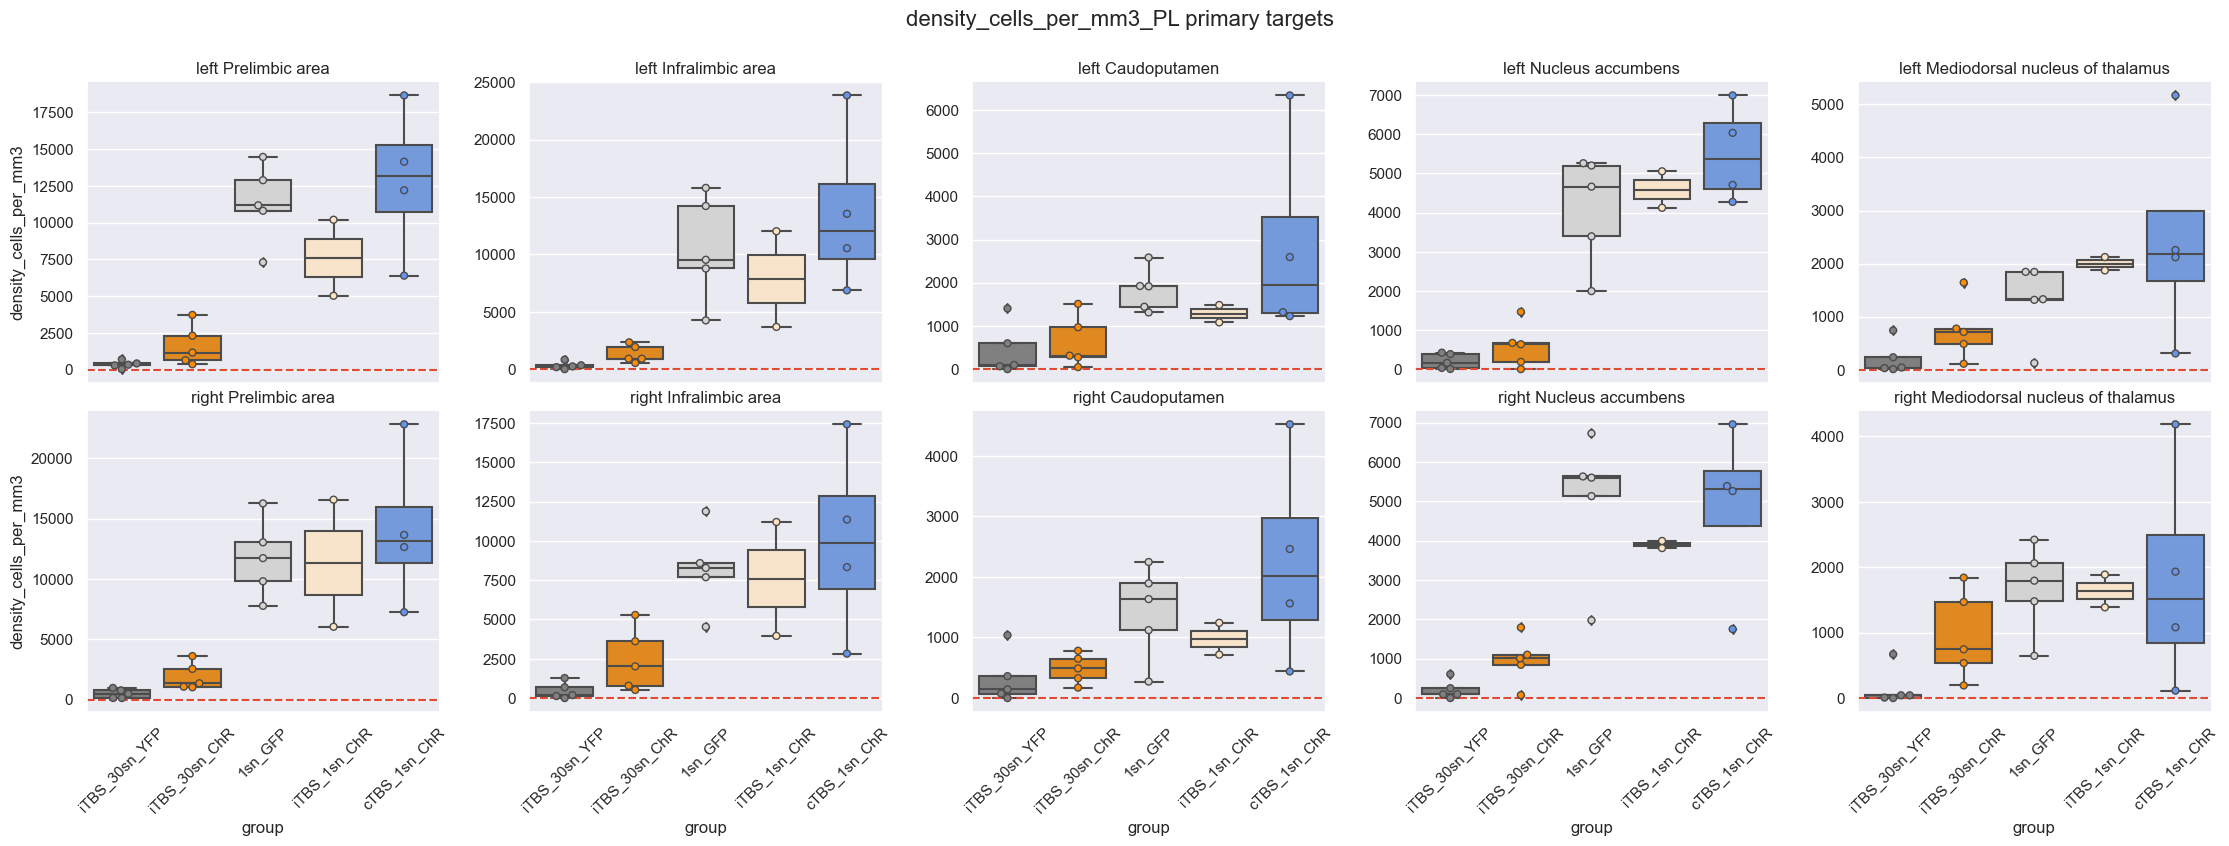 density_cells_per_mm3_PL primary targets
left Prelimbic area
left Infralimbic area
left Caudoputamen
left Nucleus accumbens
left Mediodorsal nucleus of thalamus
density_cells_per_mm3
17500
15000
12500
10000
7500
5000
2500
0
25000
20000
15000
10000
5000
0
6000
5000
4000
3000
2000
1000
0
7000
6000
5000
4000
3000
2000
1000
0
5000
4000
3000
2000
1000
0
right Prelimbic area
right Infralimbic area
right Caudoputamen
right Nucleus accumbens
right Mediodorsal nucleus of thalamus
density_cells_per_mm3
20000
15000
10000
5000
0
17500
15000
12500
10000
7500
5000
2500
0
4000
3000
2000
1000
0
7000
6000
5000
4000
3000
2000
1000
0
4000
3000
2000
1000
0
iTBS_30sn_YFP
iTBS_30sn_ChR
1sn_GFP
iTBS_1sn_ChR
cTBS_1sn_ChR
group
iTBS_30sn_YFP
iTBS_30sn_ChR
1sn_GFP
iTBS_1sn_ChR
cTBS_1sn_ChR
group
iTBS_30sn_YFP
iTBS_30sn_ChR
1sn_GFP
iTBS_1sn_ChR
cTBS_1sn_ChR
group
iTBS_30sn_YFP
iTBS_30sn_ChR
1sn_GFP
iTBS_1sn_ChR
cTBS_1sn_ChR
group
iTBS_30sn_YFP
iTBS_30sn_ChR
1sn_GFP
iTBS_1sn_ChR
cTBS_1sn_ChR
group